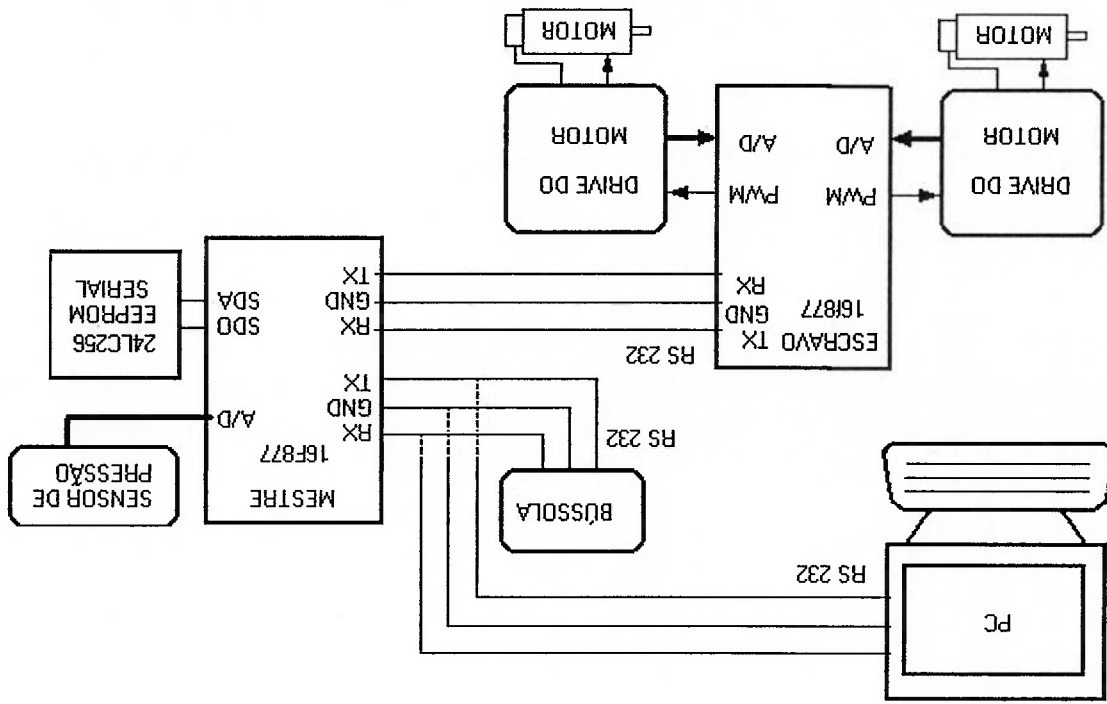 PC
RS 232
BÚSSOLA
RS 232
MESTRE
16F877
RX
GND
TX
A/D
SENSOR DE
PRESSÃO
RS 232
ESCRAVO
16F877
TX
GND
RX
RX
GND
TX
SDO
SDA
24LC256
EEPROM
SERIAL
DRIVE DO
MOTOR
PWM
A/D
PWM
A/D
DRIVE DO
MOTOR
MOTOR
MOTOR